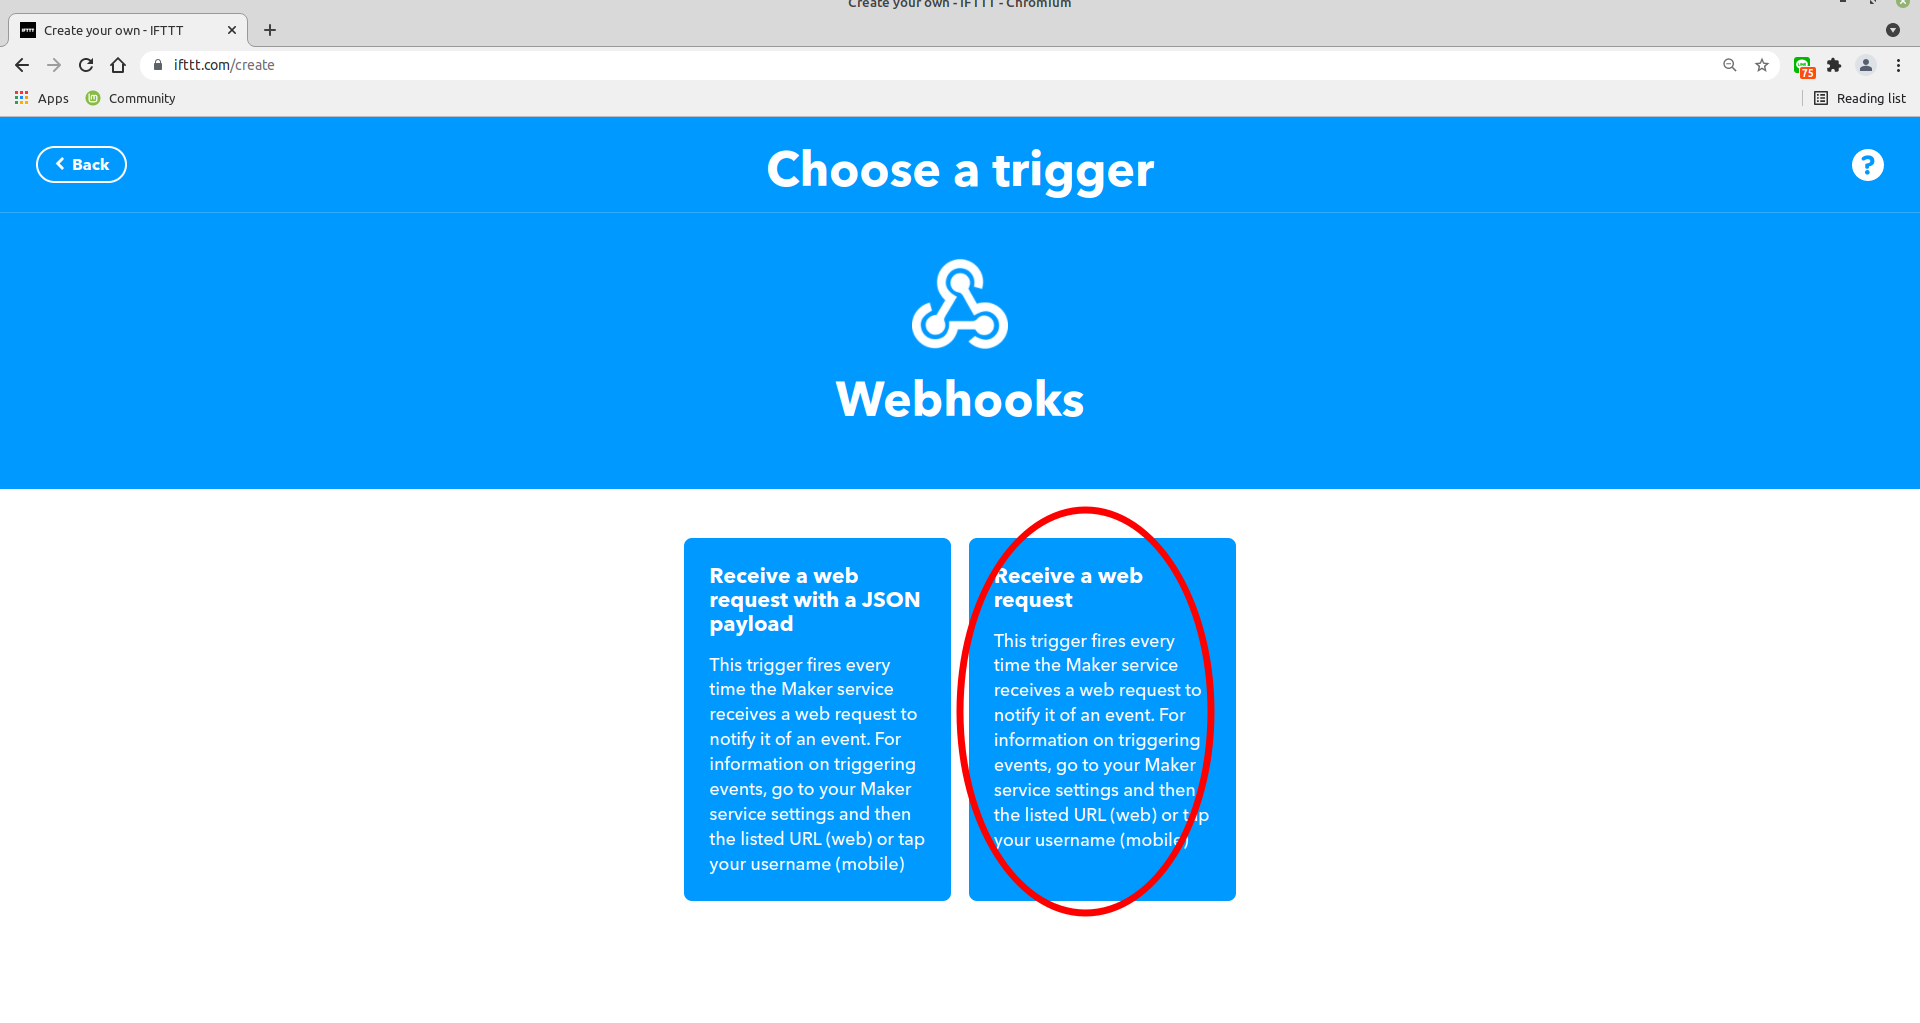 Create your own - IFTTT - Chromium
Create your own - IFTTT
ifttt.com/create
75
Apps
Community
Reading list
Back
Choose a trigger
?
Webhooks
Receive a web
request with a JSON
payload
This trigger fires every
time the Maker service
receives a web request to
notify it of an event. For
information on triggering
events, go to your Maker
service settings and then
the listed URL (web) or tap
your username (mobile)
Receive a web
request
This trigger fires every
time the Maker service
receives a web request to
notify it of an event. For
information on triggering
events, go to your Maker
service settings and then
the listed URL (web) or tap
your username (mobile)